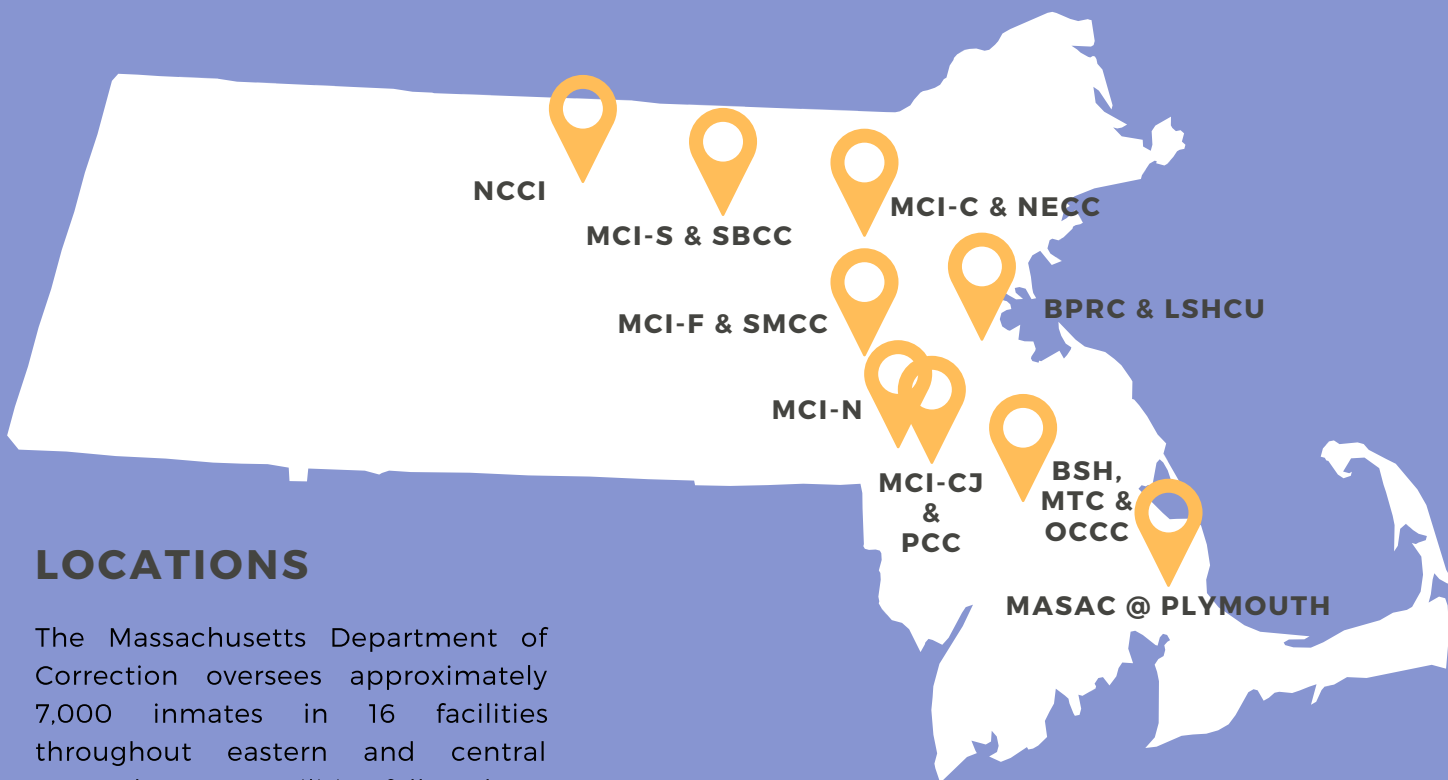 NCCI
MCI-S & SBCC
MCI-C & NECC
BPRC & LSHCU
MCI-F & SMCC
MCI-N
MCI-CJ
&
PCC
BSH,
MTC &
OCCC
MASAC @ PLYMOUTH
LOCATIONS
The Massachusetts Department of
Correction oversees approximately
7,000 inmates in 16 facilities
throughout eastern and central